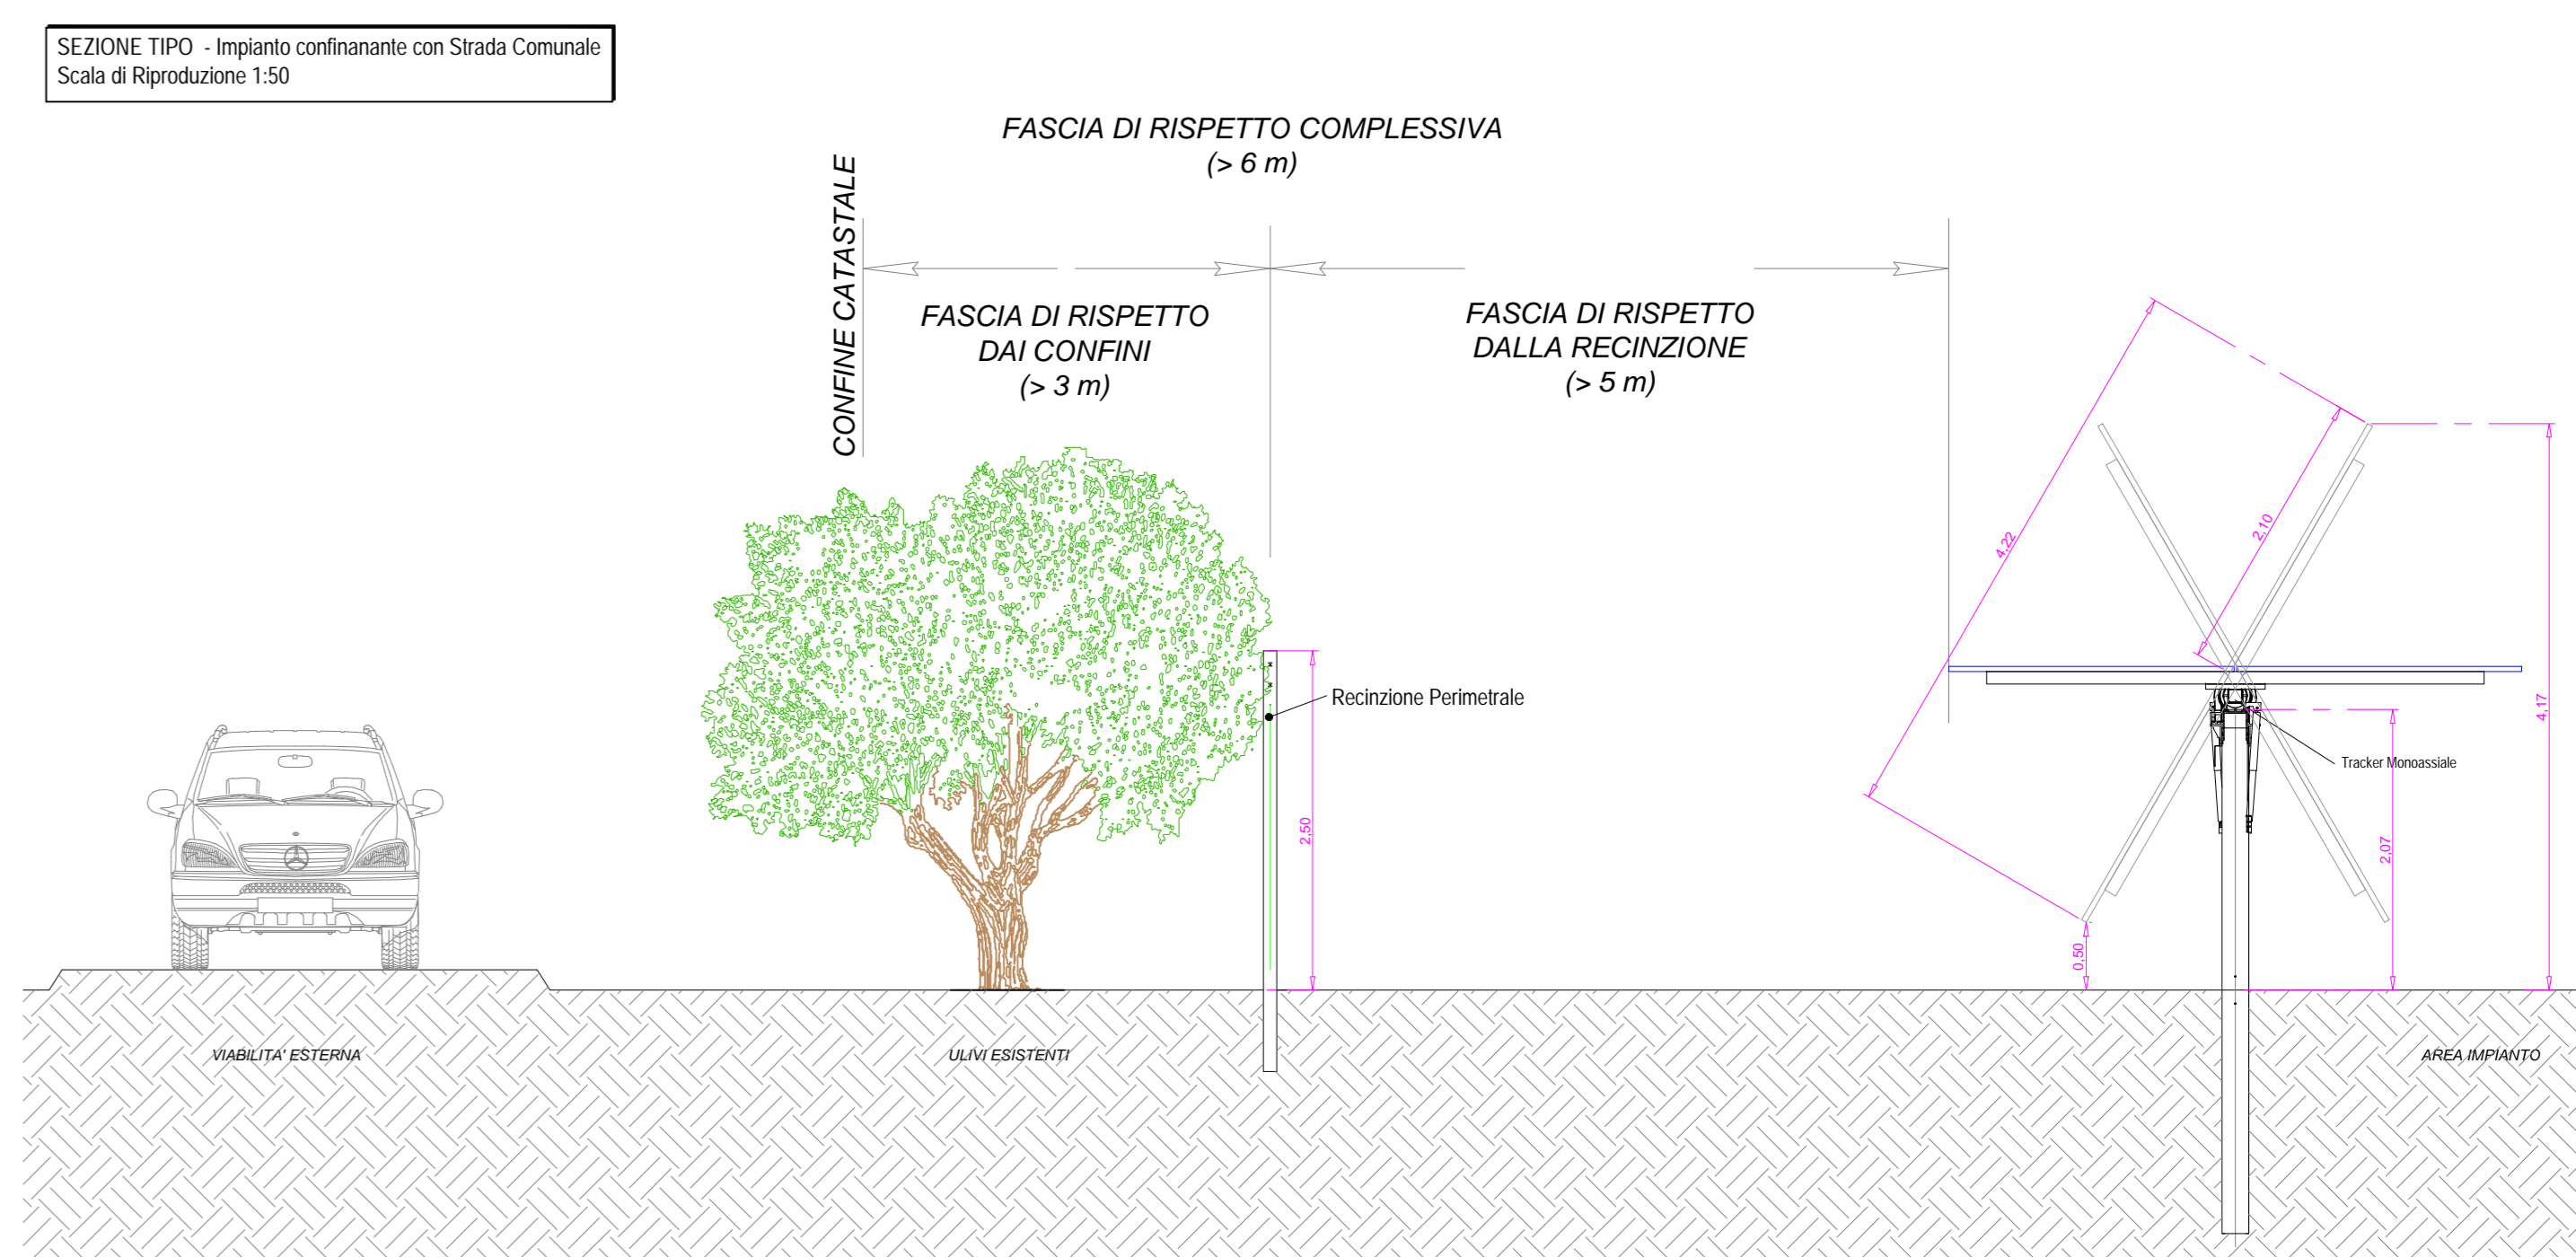 SEZIONE TIPO - Impianto confinanante con Strada Comunale
Scala di Riproduzione 1:50
FASCIA DI RISPETTO COMPLESSIVA
(> 6 m)
CONFINE CATASTALE
FASCIA DI RISPETTO
DAI CONFINI
(> 3 m)
FASCIA DI RISPETTO
DALLA RECINZIONE
(> 5 m)
4,22
2,10
4,17
Recinzione Perimetrale
Tracker Monoassiale
2,50
2,07
0,50
VIABILITA' ESTERNA
ULIVI ESISTENTI
AREA IMPIANTO